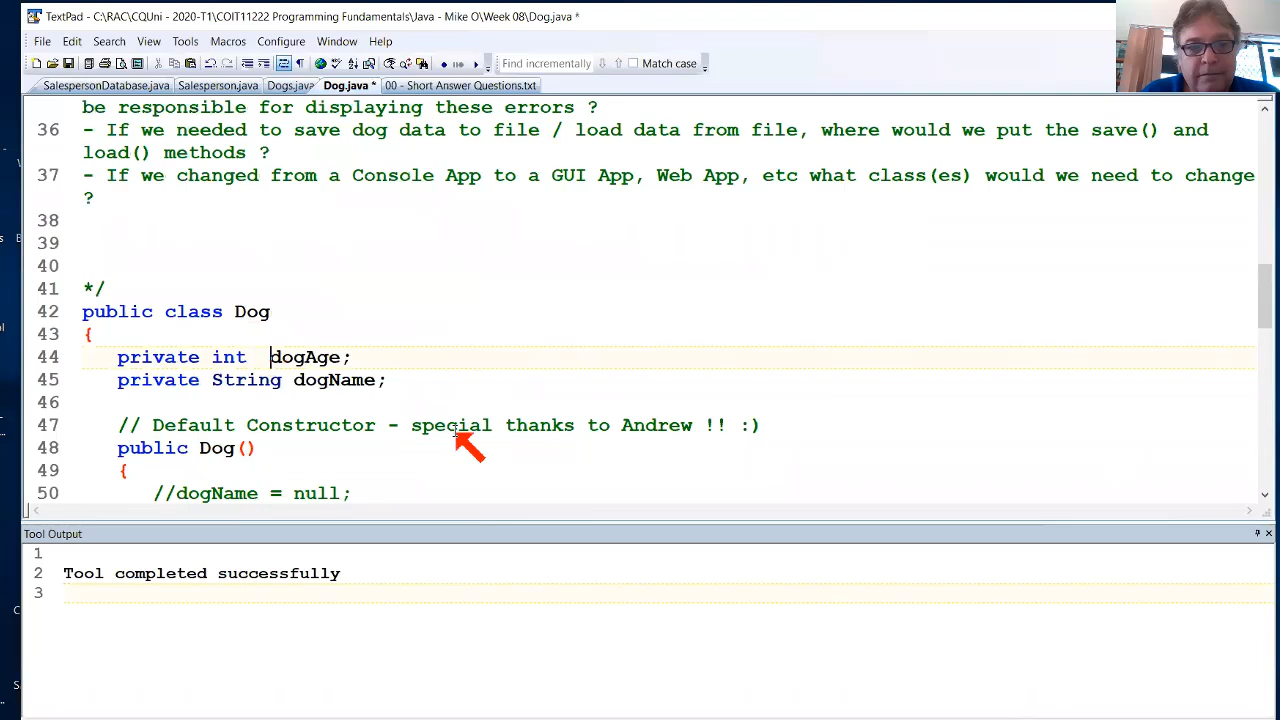 TextPad - C:\RAC\CQUni - 2020-T1\COIT11222 Programming Fundamentals\Java - Mike O\Week 08\Dog.java *
File Edit Search View Tools Macros Configure Window Help
Find incrementally Match case
SalespersonDatabase.java Salesperson.java Dogs.java Dog.java * 00 - Short Answer Questions.txt
be responsible for displaying these errors ?
36 - If we needed to save dog data to file / load data from file, where would we put the save() and
load() methods ?
37 - If we changed from a Console App to a GUI App, Web App, etc what class(es) would we need to change
?
38
39
40
41 */
42 public class Dog
43 {
44 private int dogAge;
45 private String dogName;
46
47 // Default Constructor - special thanks to Andrew !! :)
48 public Dog()
49 {
50 //dogName = null;
Tool Output
1
2 Tool completed successfully
3